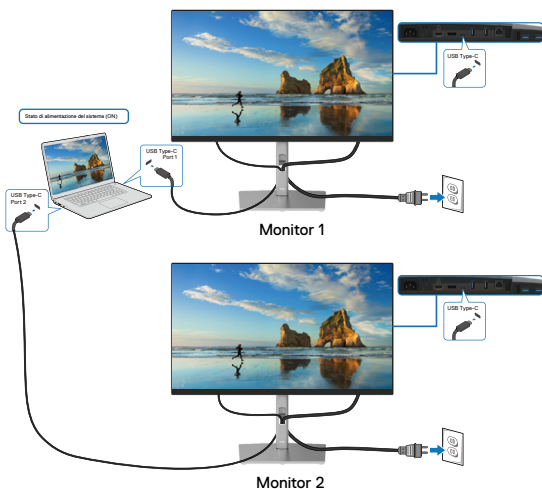 USB Type-C
Stato di alimentazione del sistema (ON)
USB Type-C
Port 1
USB Type-C
Port 2
Monitor 1
USB Type-C
Monitor 2